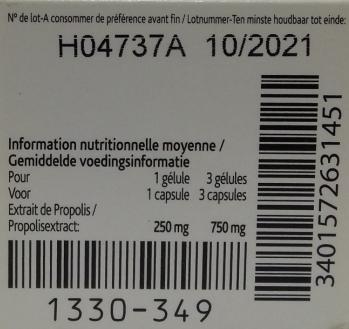 N° de lot-A consommer de préférence avant fin / Lotnummer-Ten minste houdbaar tot einde:
H04737A 10/2021
Information nutritionnelle moyenne /
Gemiddelde voedingsinformatie
Pour 1 gélule 3 gélules
Voor 1 capsule 3 capsules
Extrait de Propolis /
Propolisextract: 250 mg 750 mg
1330-349
3401572631451